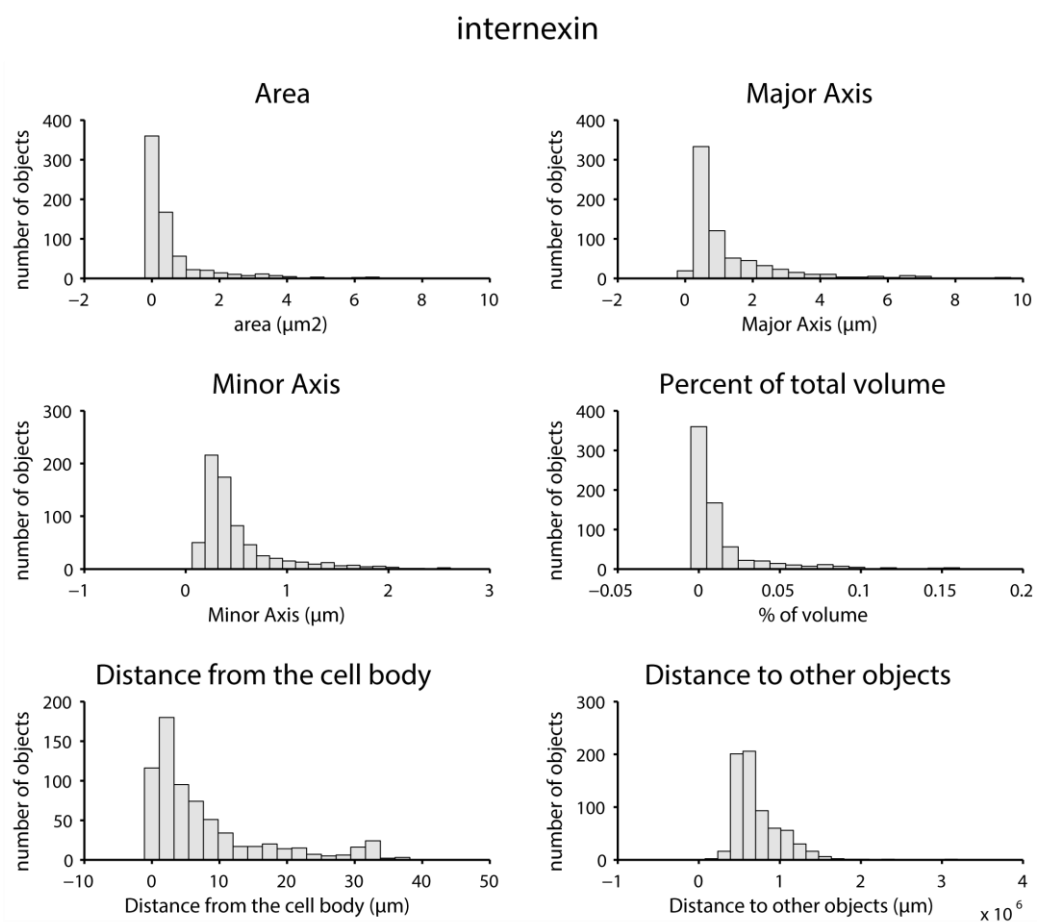 internexin
Area
number of objects
400
300
200
100
0
−2 0 2 4 6 8 10
area (μm2)
Major Axis
number of objects
400
300
200
100
0
−2 0 2 4 6 8 10
Major Axis (μm)
Minor Axis
number of objects
300
200
100
0
−1 0 1 2 3
Minor Axis (μm)
Percent of total volume
number of objects
400
300
200
100
0
−0.05 0 0.05 0.1 0.15 0.2
% of volume
Distance from the cell body
number of objects
200
150
100
50
0
−10 0 10 20 30 40 50
Distance from the cell body (μm)
Distance to other objects
number of objects
300
200
100
0
−1 0 1 2 3 4
Distance to other objects (μm)
x 10 6